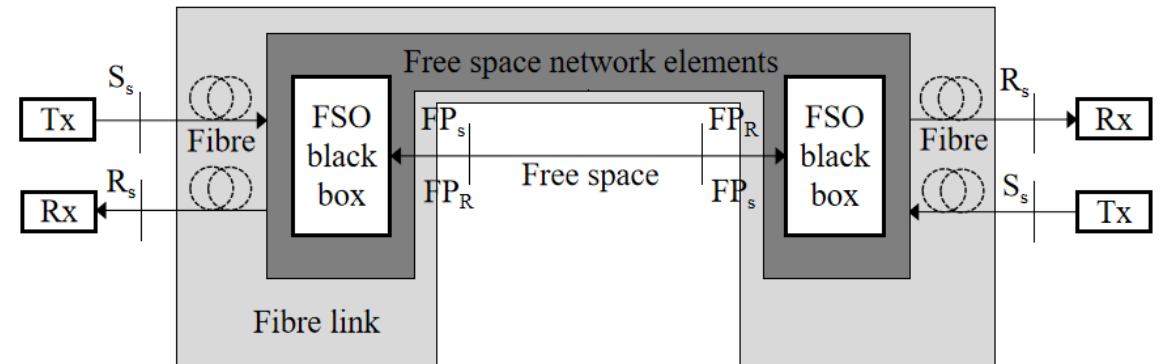 Free space network elements
S_s
Tx
Fibre
FSO
black
box
FP_s
FP_R
Free space
FP_R
FP_s
FSO
black
box
R_s
Rx
Fibre
R_s
Rx
S_s
Tx
Fibre link